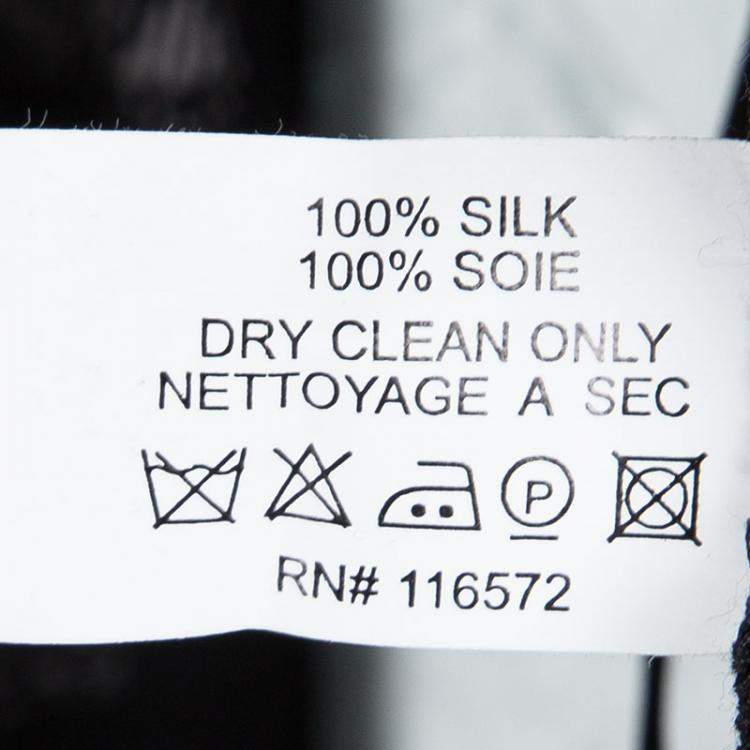 100% SILK
100% SOIE
DRY CLEAN ONLY
NETTOYAGE A SEC
P
RN# 116572